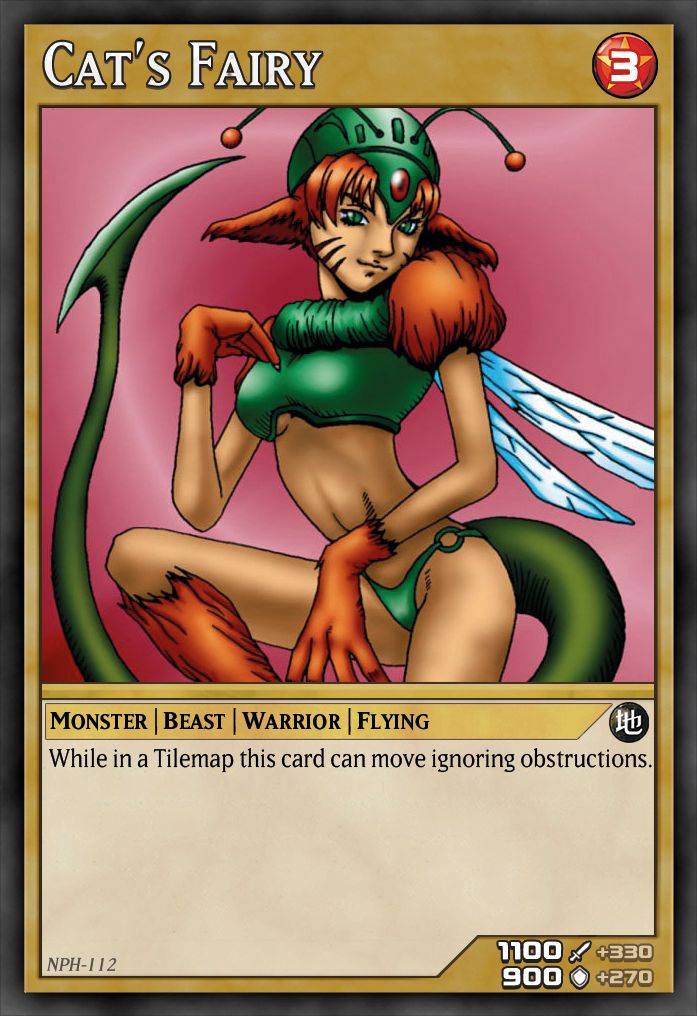 Cat's Fairy
3
Monster | Beast | Warrior | Flying
地
While in a Tilemap this card can move ignoring obstructions.
1100 +330
NPH-112
900 +270